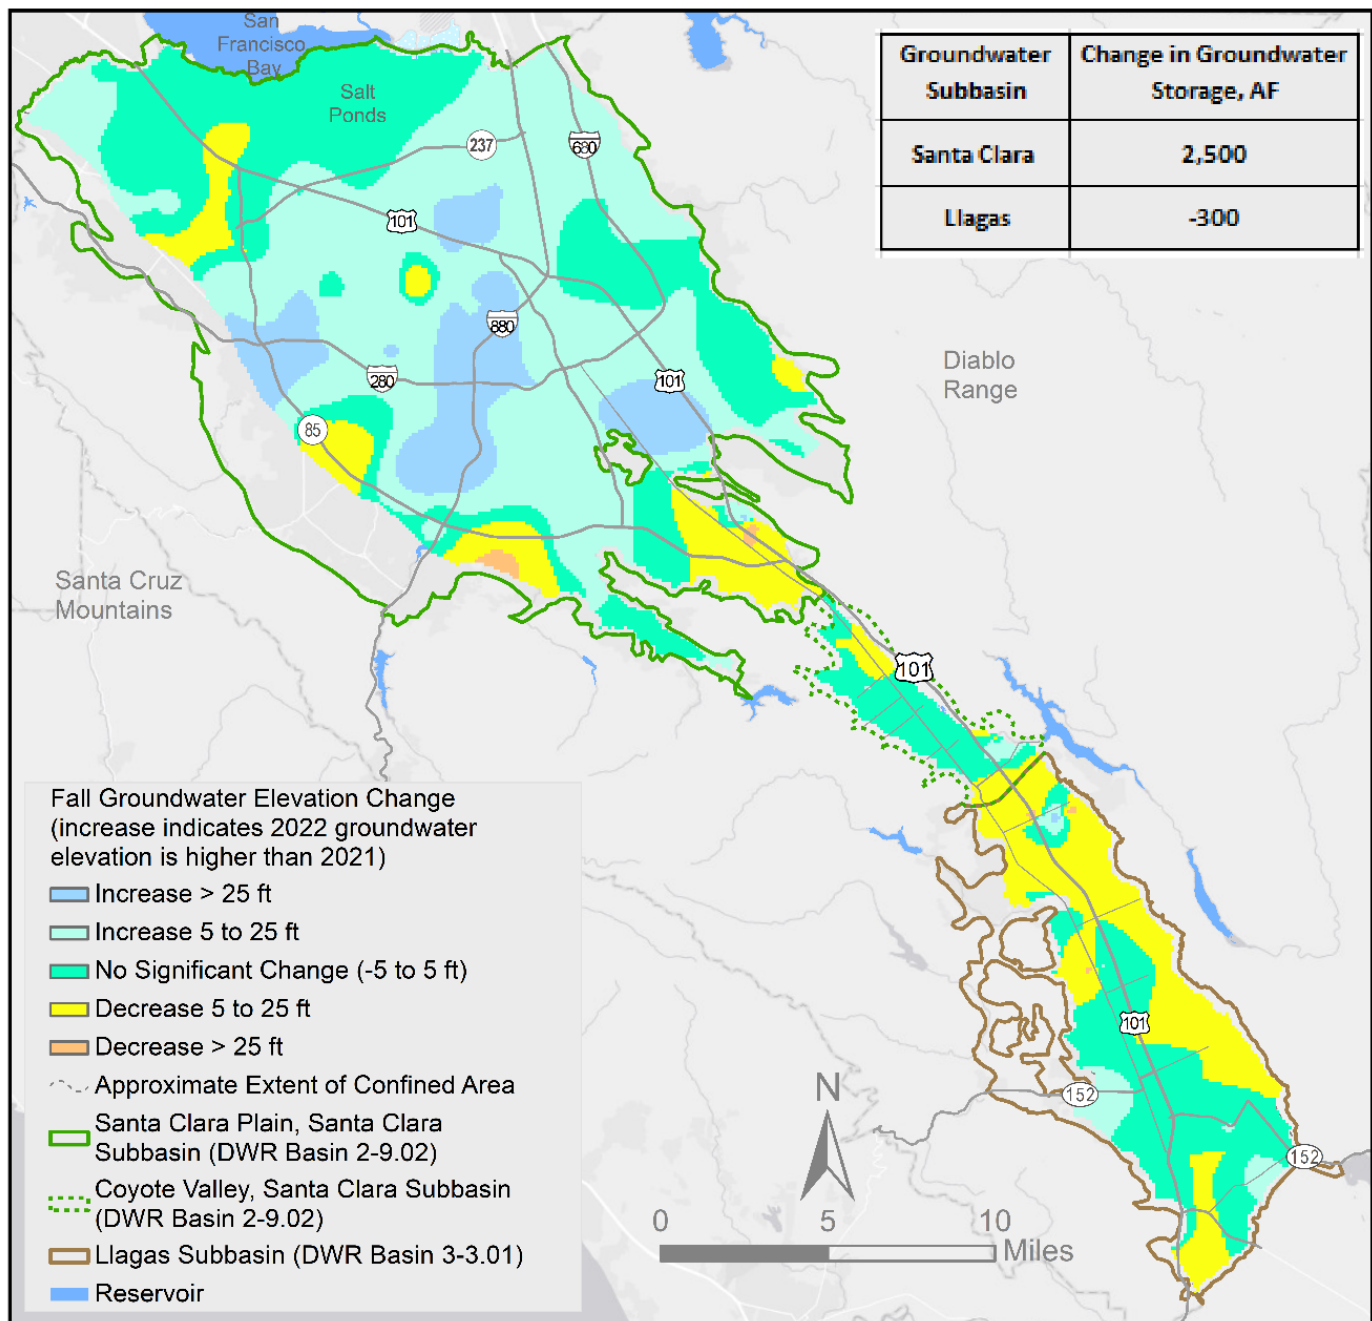 San
Francisco
Bay
Salt
Ponds
Groundwater
Subbasin
Change in Groundwater
Storage, AF
Santa Clara
2,500
Llagas
-300
237
680
101
880
280
101
85
Diablo
Range
Santa Cruz
Mountains
101
101
152
152
Fall Groundwater Elevation Change
(increase indicates 2022 groundwater
elevation is higher than 2021)
Increase > 25 ft
Increase 5 to 25 ft
No Significant Change (-5 to 5 ft)
Decrease 5 to 25 ft
Decrease > 25 ft
Approximate Extent of Confined Area
Santa Clara Plain, Santa Clara
Subbasin (DWR Basin 2-9.02)
Coyote Valley, Santa Clara Subbasin
(DWR Basin 2-9.02)
Llagas Subbasin (DWR Basin 3-3.01)
Reservoir
N
0 5 10
Miles